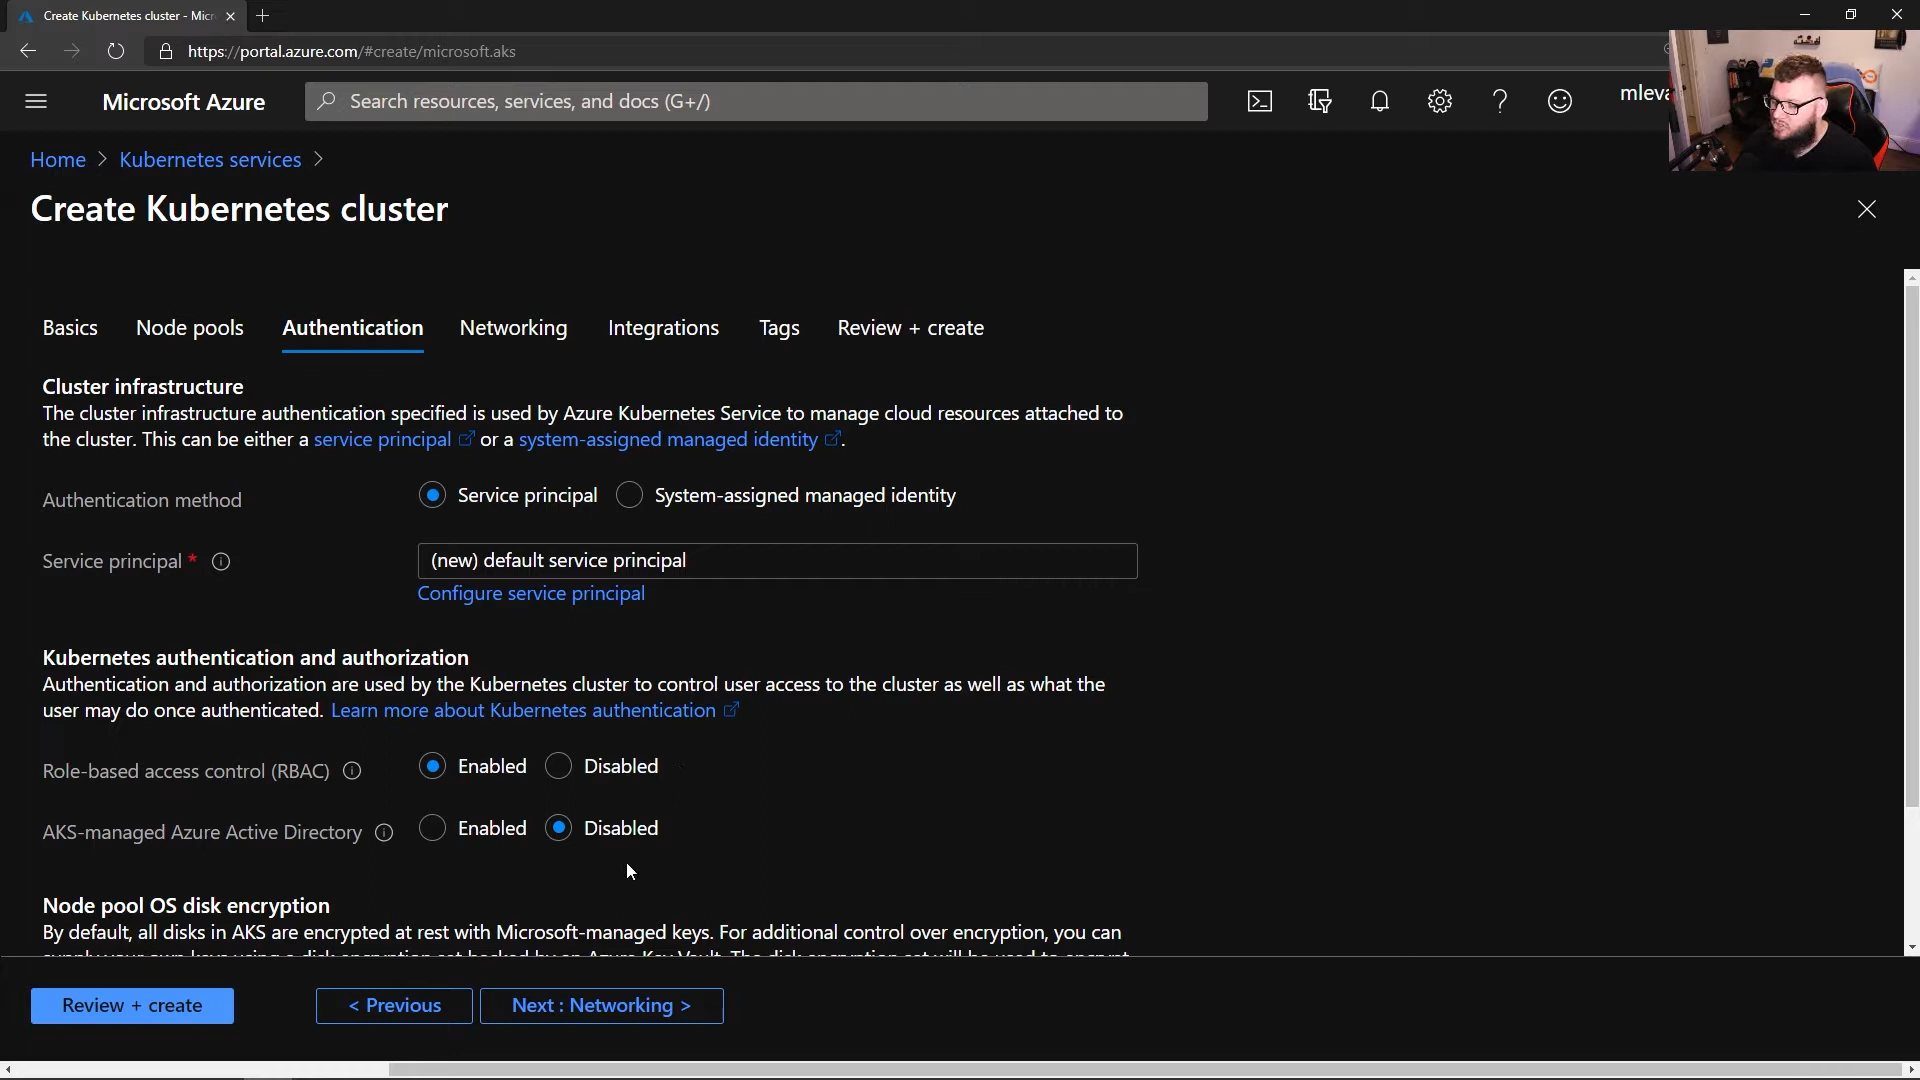 Create Kubernetes cluster - Micr
https://portal.azure.com/#create/microsoft.aks
Microsoft Azure
Search resources, services, and docs (G+/)
mleva
Home > Kubernetes services >
Create Kubernetes cluster
Basics Node pools Authentication Networking Integrations Tags Review + create
Cluster infrastructure
The cluster infrastructure authentication specified is used by Azure Kubernetes Service to manage cloud resources attached to
the cluster. This can be either a service principal or a system-assigned managed identity .
Authentication method Service principal System-assigned managed identity
Service principal * (new) default service principal
Configure service principal
Kubernetes authentication and authorization
Authentication and authorization are used by the Kubernetes cluster to control user access to the cluster as well as what the
user may do once authenticated. Learn more about Kubernetes authentication
Role-based access control (RBAC) Enabled Disabled
AKS-managed Azure Active Directory Enabled Disabled
Node pool OS disk encryption
By default, all disks in AKS are encrypted at rest with Microsoft-managed keys. For additional control over encryption, you can
Review + create < Previous Next : Networking >